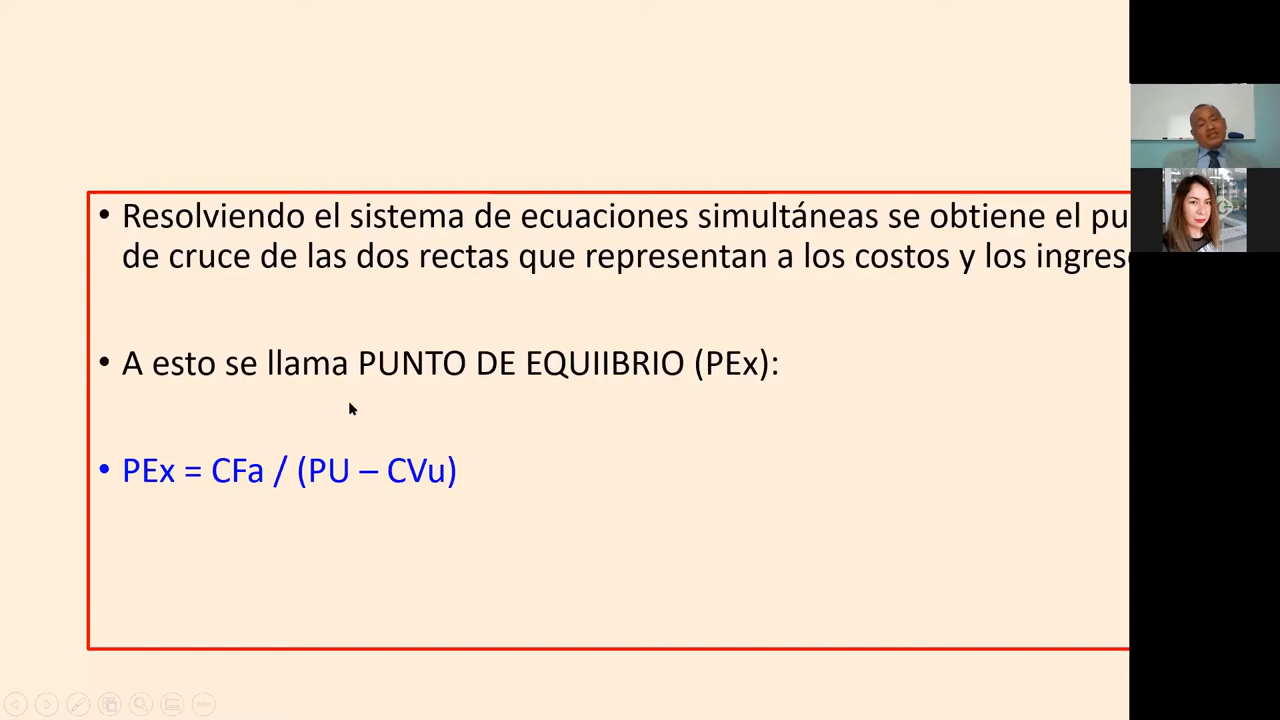 • Resolviendo el sistema de ecuaciones simultáneas se obtiene el pu
de cruce de las dos rectas que representan a los costos y los ingres
• A esto se llama PUNTO DE EQUIIBRIO (PEx):
• PEx = CFa / (PU – CVu)